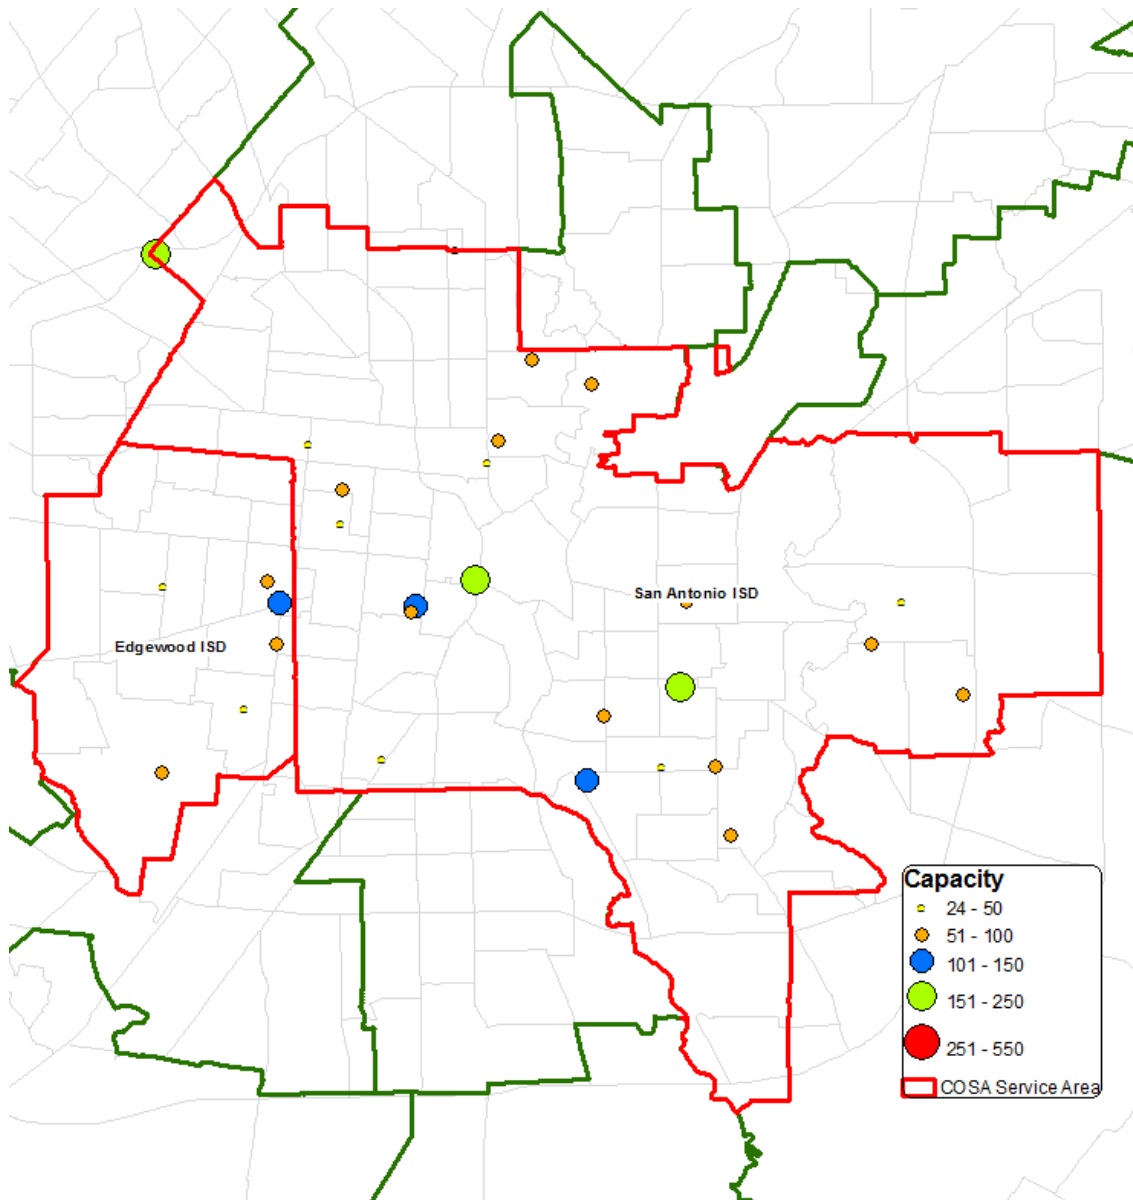 San Antonio ISD
Edgewood ISD
Capacity
24 - 50
51 - 100
101 - 150
151 - 250
251 - 550
COSA Service Area